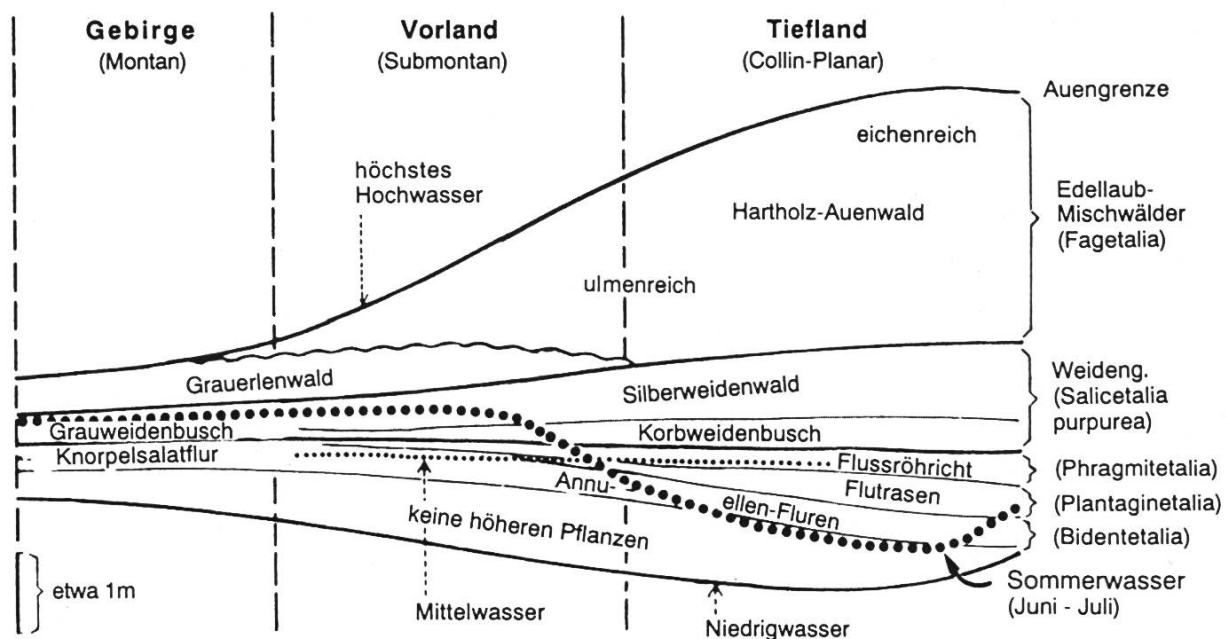 Gebirge
(Montan)
Vorland
(Submontan)
Tiefland
(Collin-Planar)
Auengrenze
eichenreich
höchstes
Hochwasser
Hartholz-Auenwald
Edellaub-
Mischwälder
(Fagetalia)
ulmenreich
Grauerlenwald
Silberweidenwald
Weideng.
(Salicetalia
purpurea)
Grauweidenbusch
Korbweidenbusch
Knorpelsalatflur
Flussröhricht
(Phragmitetalia)
Annu-
ellen-Fluren
Flutrasen
(Plantaginetalia)
keine höheren Pflanzen
(Bidentetalia)
etwa 1m
Mittelwasser
Niedrigwasser
Sommerwasser
(Juni - Juli)